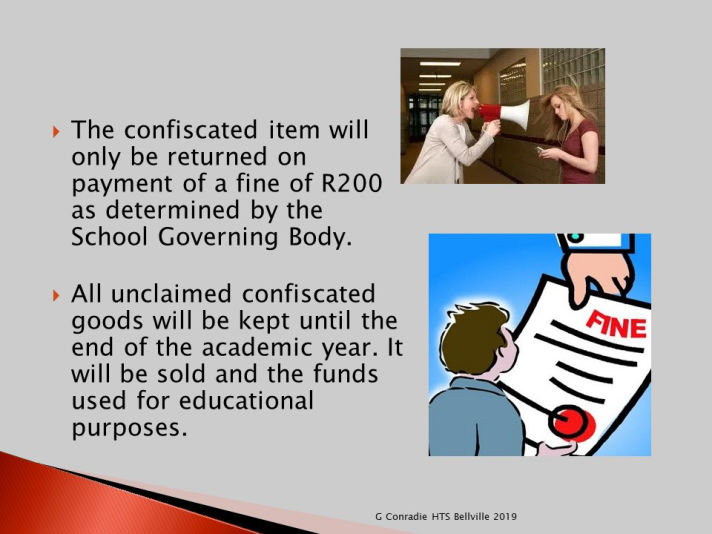 The confiscated item will
only be returned on
payment of a fine of R200
as determined by the
School Governing Body.
All unclaimed confiscated
goods will be kept until the
end of the academic year. It
will be sold and the funds
used for educational
purposes.
FINE
G Conradie HTS Bellville 2019